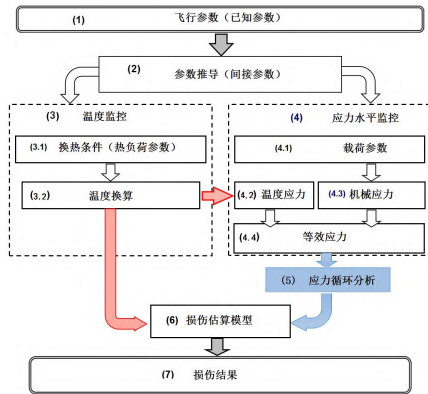 (1) 飞行参数（已知参数）
(2) 参数推导（间接参数）
(3) 温度监控
(3.1) 换热条件（热负荷参数）
(3.2) 温度换算
(4) 应力水平监控
(4.1) 载荷参数
(4.2) 温度应力
(4.3) 机械应力
(4.4) 等效应力
(5) 应力循环分析
(6) 损伤估算模型
(7) 损伤结果